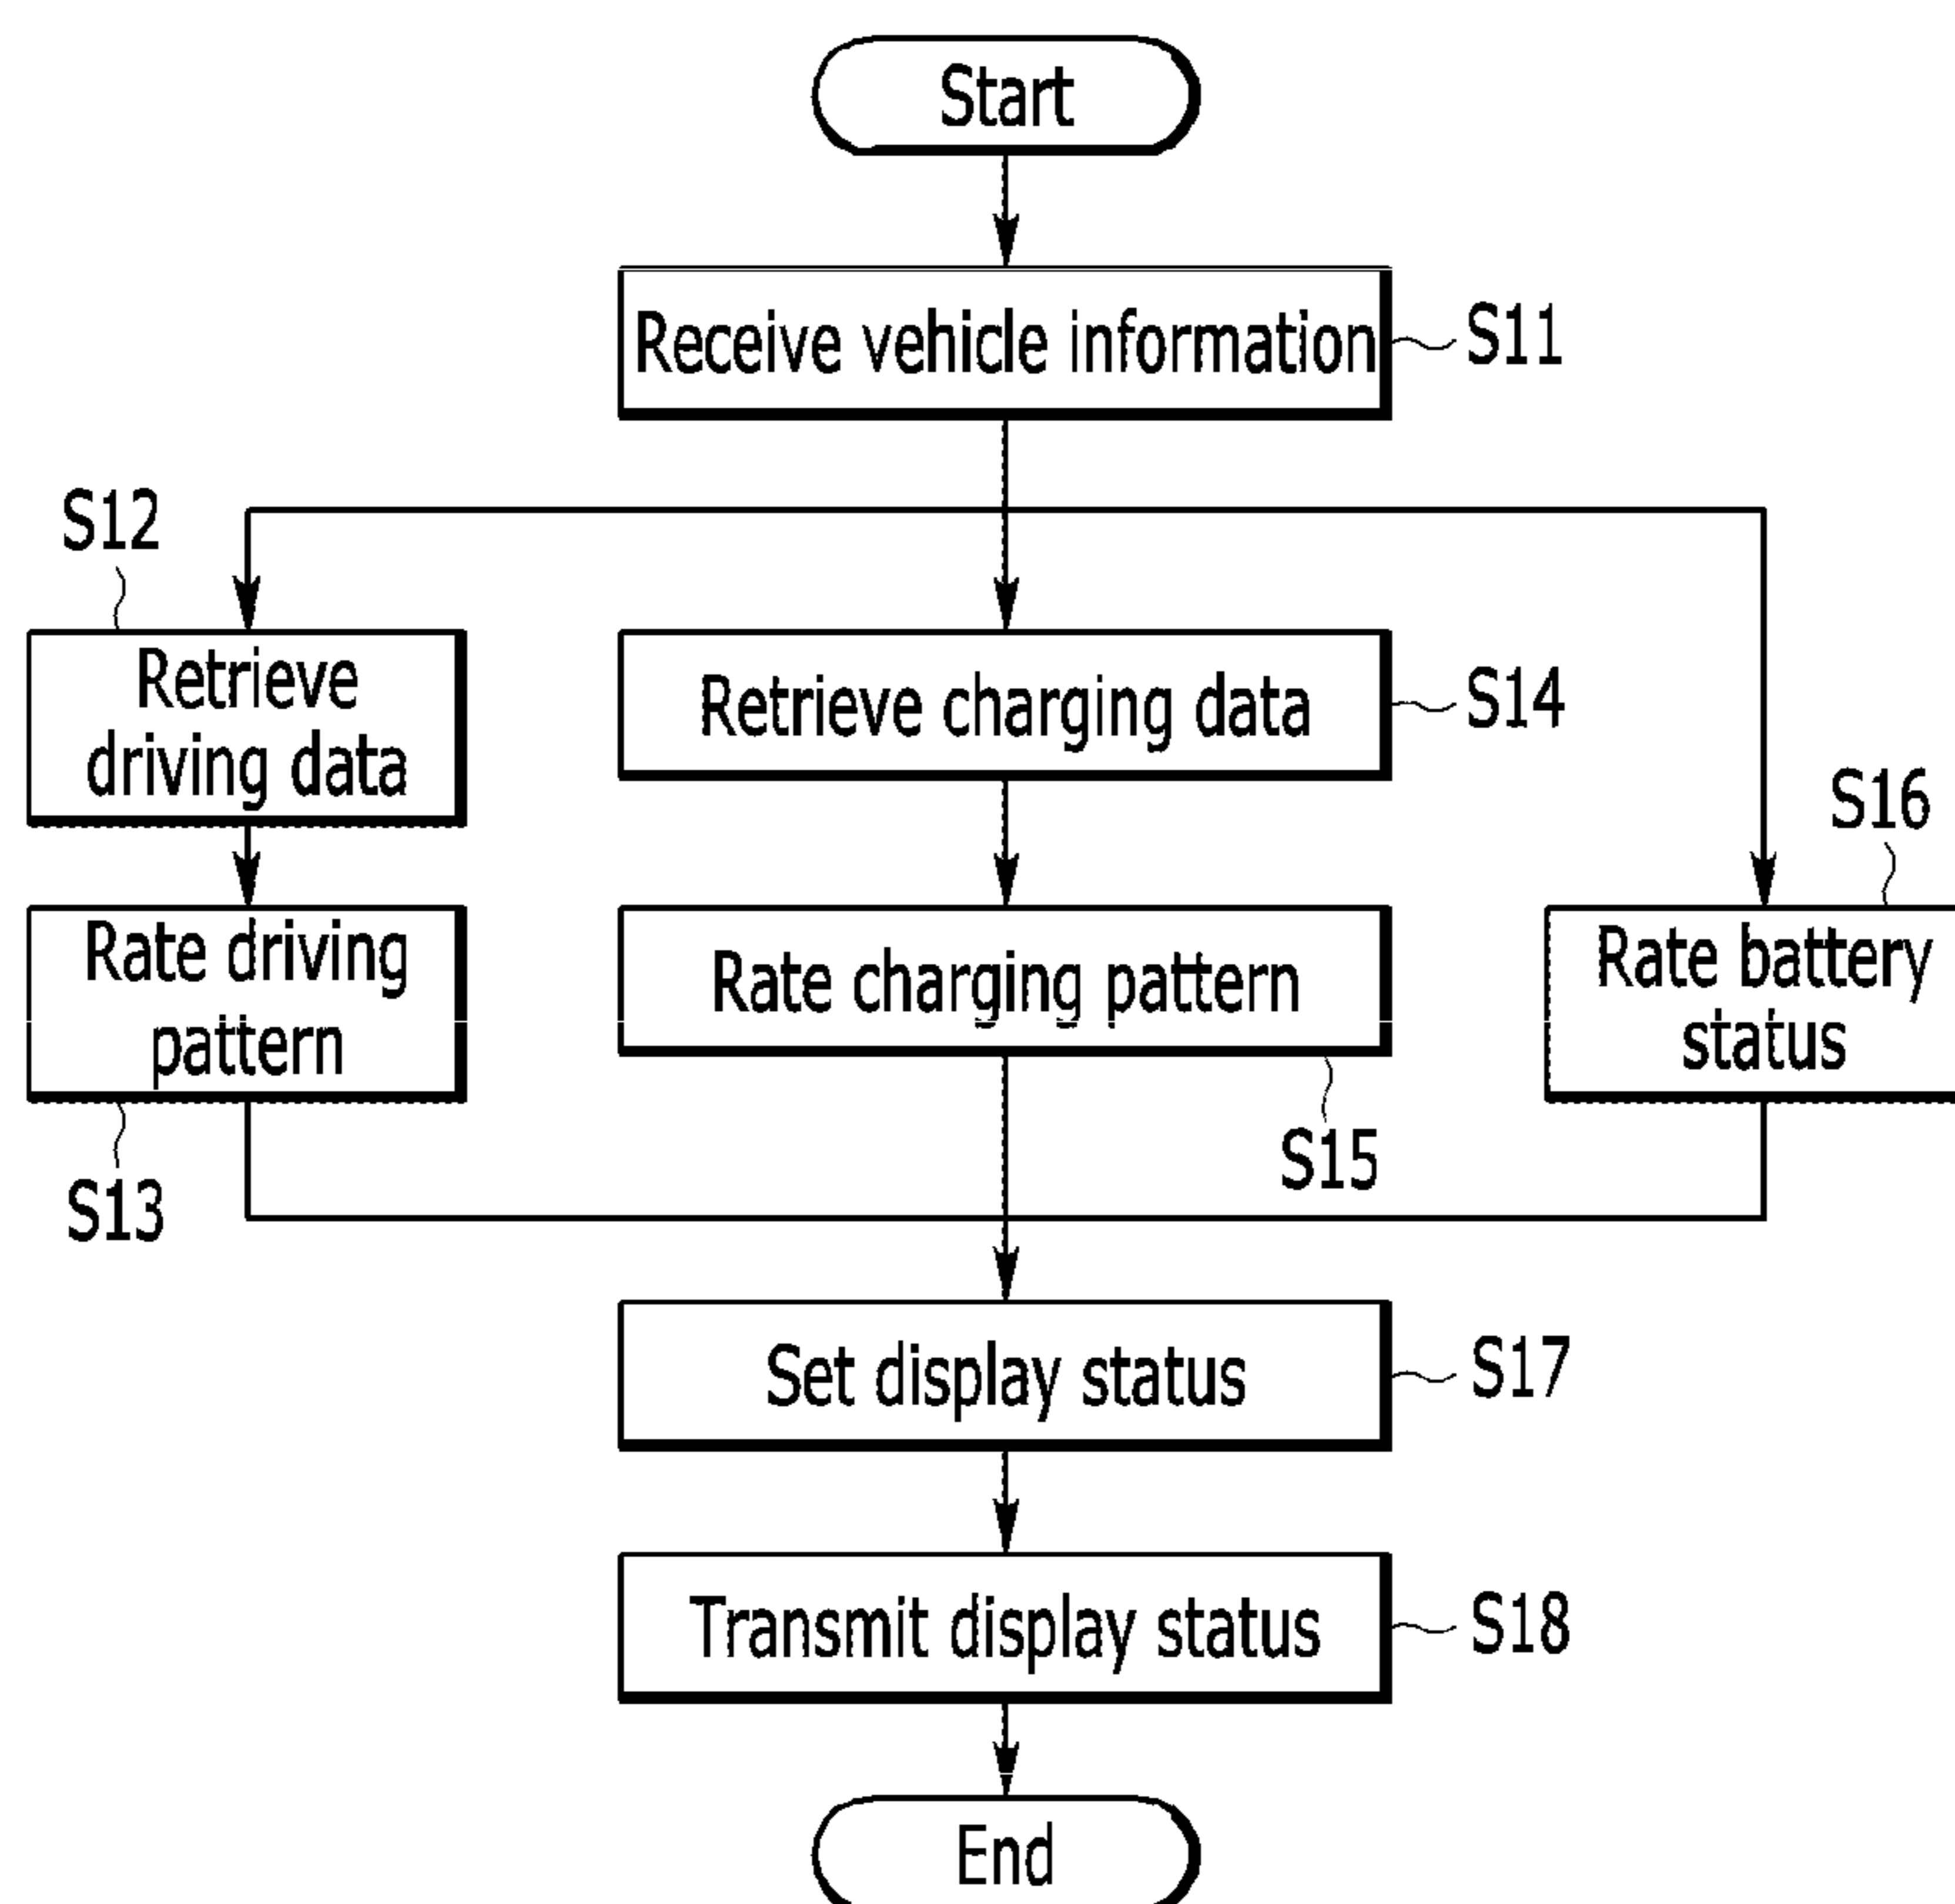 Start
Receive vehicle information
S11
S12
Retrieve
driving data
Retrieve charging data
S14
S16
Rate driving
pattern
Rate charging pattern
Rate battery
status
S13
S15
Set display status
S17
Transmit display status
S18
End